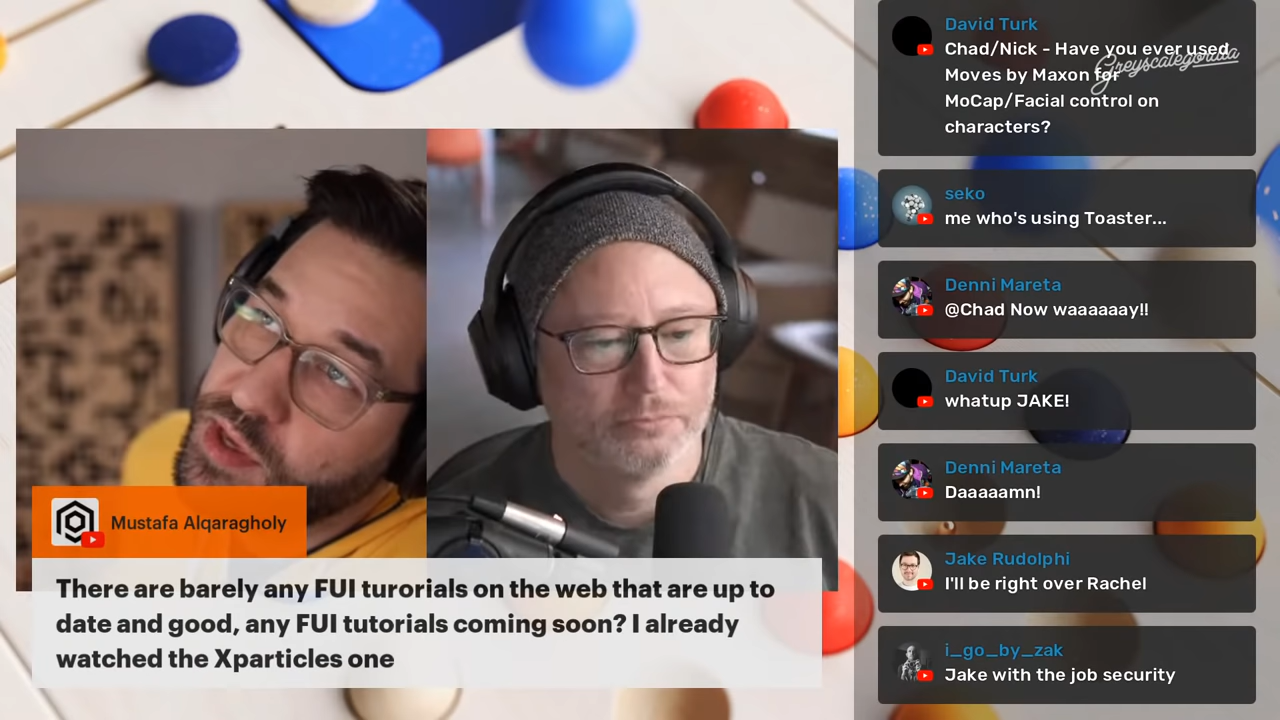 David Turk
Chad/Nick - Have you ever used
Moves by Maxon for
MoCap/Facial control on
characters?
Greyscalegorilla
seko
me who's using Toaster...
Denni Mareta
@Chad Now waaaaaay!!
David Turk
whatup JAKE!
Denni Mareta
Daaaaamn!
Jake Rudolphi
I'll be right over Rachel
i_go_by_zak
Jake with the job security
Mustafa Alqaragholy
There are barely any FUI turorials on the web that are up to
date and good, any FUI tutorials coming soon? I already
watched the Xparticles one